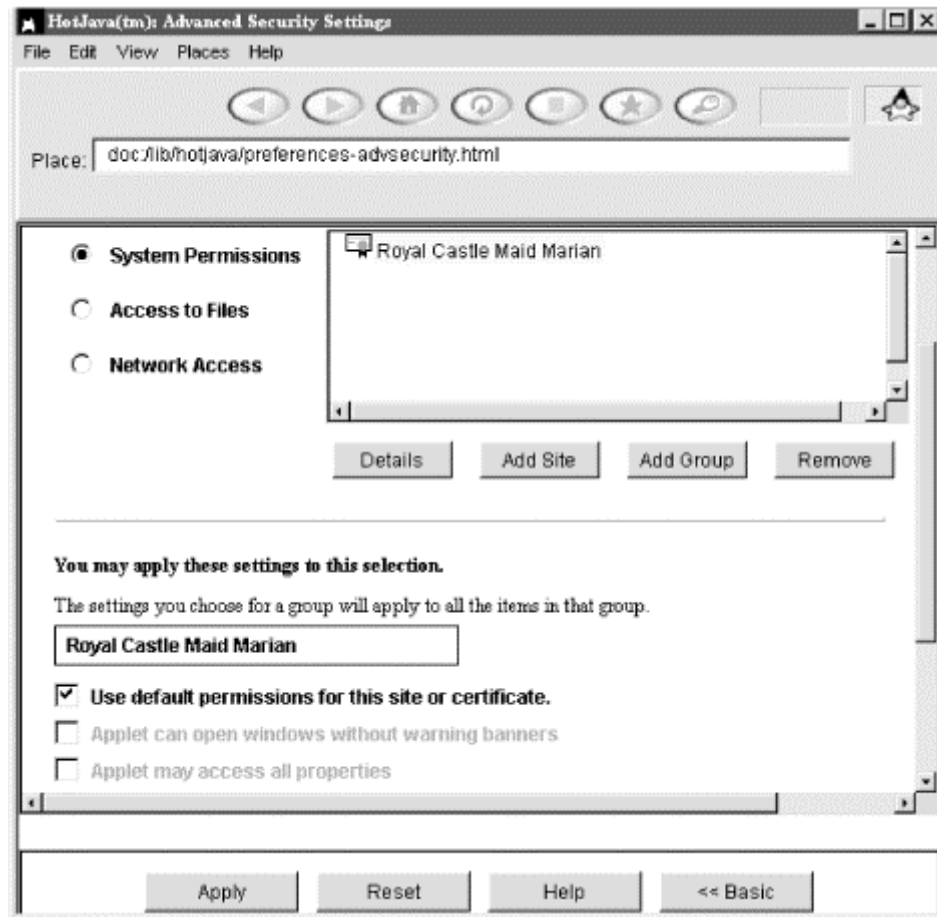 HotJava(tm): Advanced Security Settings
File Edit View Places Help
Place: doc:/lib/hotjava/preferences-advsecurity.html
System Permissions
Royal Castle Maid Marian
Access to Files
Network Access
Details Add Site Add Group Remove
You may apply these settings to this selection.
The settings you choose for a group will apply to all the items in that group.
Royal Castle Maid Marian
Use default permissions for this site or certificate.
Applet can open windows without warning banners
Applet may access all properties
Apply Reset Help << Basic